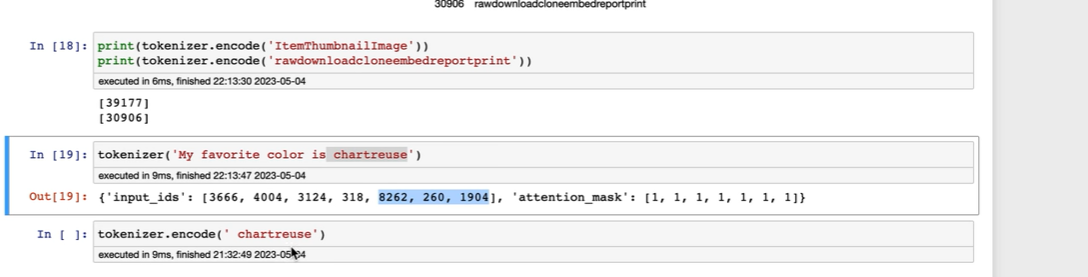 30906 rawdownloadcloneembedreportprint
In [18]: print(tokenizer.encode('ItemThumbnailImage'))
print(tokenizer.encode('rawdownloadcloneembedreportprint'))
executed in 6ms, finished 22:13:30 2023-05-04
[39177]
[30906]
In [19]: tokenizer('My favorite color is chartreuse')
executed in 9ms, finished 22:13:47 2023-05-04
Out[19]: {'input_ids': [3666, 4004, 3124, 318, 8262, 260, 1904], 'attention_mask': [1, 1, 1, 1, 1, 1, 1]}
In [ ]: tokenizer.encode(' chartreuse')
executed in 9ms, finished 21:32:49 2023-05-04